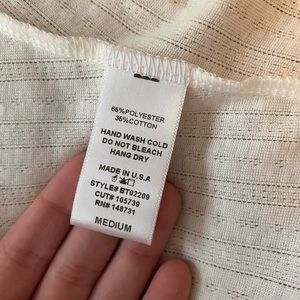 65%POLYESTER
35%COTTON
HAND WASH COLD
DO NOT BLEACH
HANG DRY
MADE IN U.S.A
STYLE# BT02209
CUT# 105739
RN# 148731
MEDIUM